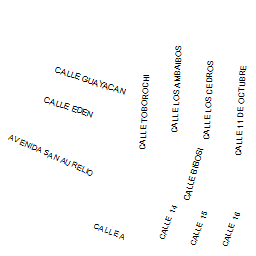 CALLE GUAYACAN
CALLE EDEN
AVENIDA SAN AURELIO
CALLE TOBOROCHI
CALLE LOS AMBAIBOS
CALLE LOS CEDROS
CALLE 11 DE OCTUBRE
CALLE BIBOSI
CALLE A
CALLE 14
CALLE 15
CALLE 16